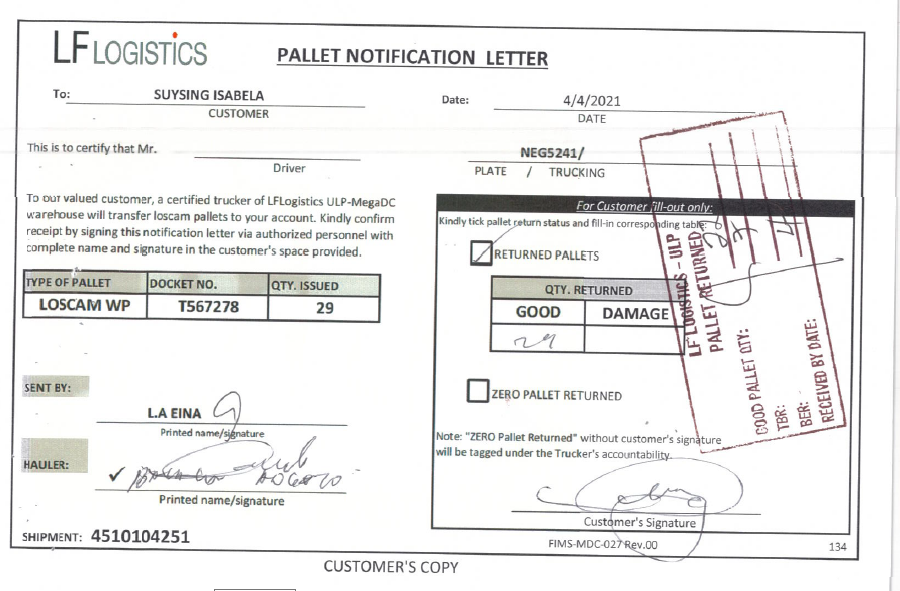 LF LOGISTICS
PALLET NOTIFICATION LETTER
To: SUYSING ISABELA
CUSTOMER
Date: 4/4/2021
DATE
This is to certify that Mr.
Driver
NEG5241/
PLATE / TRUCKING
To our valued customer, a certified trucker of LFLogistics ULP-MegaDC
warehouse will transfer loscam pallets to your account. Kindly confirm
receipt by signing this notification letter via authorized personnel with
complete name and signature in the customer's space provided.
TYPE OF PALLET DOCKET NO. QTY. ISSUED
LOSCAM WP T567278 29
SENT BY:
L.A EINA
Printed name/signature
HAULER:
Printed name/signature
SHIPMENT: 4510104251
For Customer fill-out only:
Kindly tick pallet return status and fill-in corresponding table:
RETURNED PALLETS
QTY. RETURNED
GOOD DAMAGE
29
ZERO PALLET RETURNED
Note: "ZERO Pallet Returned" without customer's signature
will be tagged under the Trucker's accountability.
Customer's Signature
FIMS-MDC-027 Rev.00
134
CUSTOMER'S COPY
LF LOGISTICS - ULP
PALLET RETURNED
GOOD PALLET QTY:
TBR:
BER:
RECEIVED BY DATE: